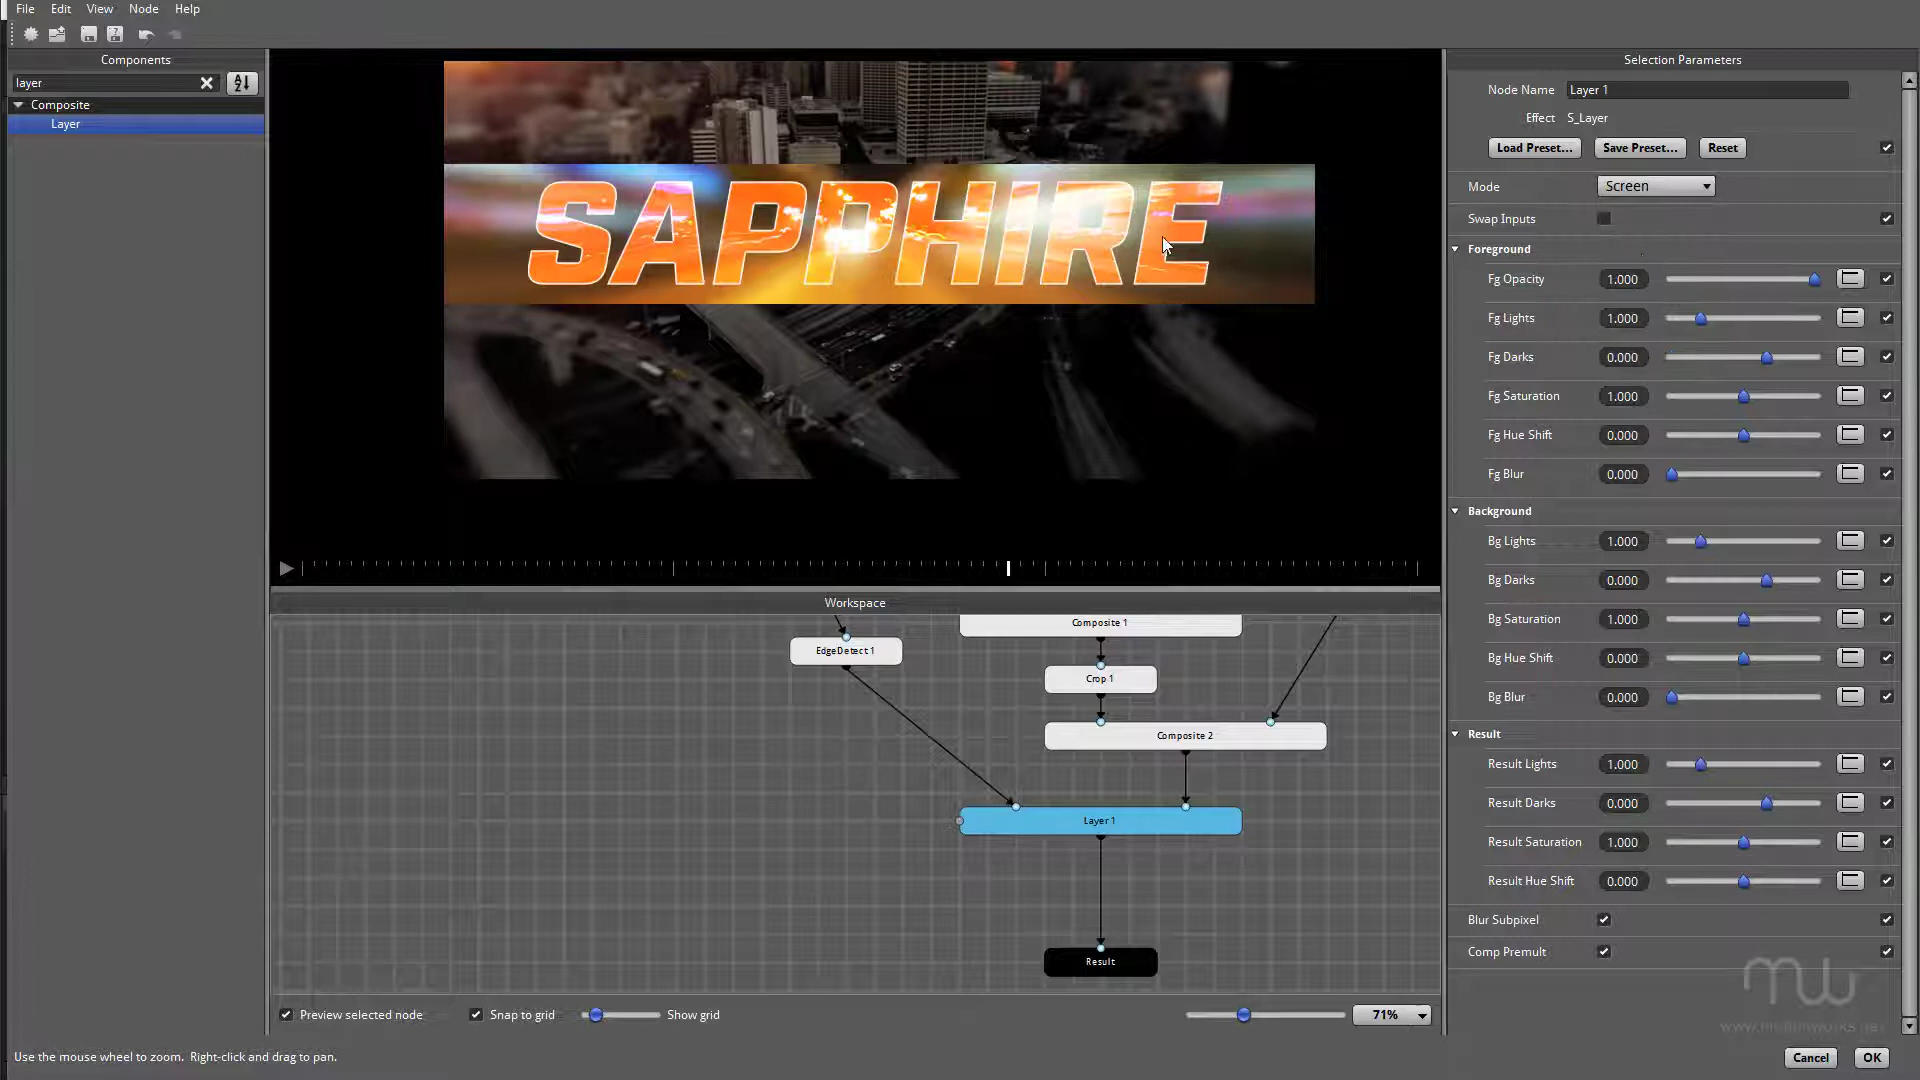 File Edit View Node Help
Components
layer
Composite
Layer
SAPPHIRE
Workspace
Composite 1
EdgeDetect 1
Crop 1
Composite 2
Layer 1
Result
Preview selected node
Snap to grid
Show grid
71%
Use the mouse wheel to zoom. Right-click and drag to pan.
Selection Parameters
Node Name Layer 1
Effect S_Layer
Load Preset... Save Preset... Reset
Mode Screen
Swap Inputs
Foreground
Fg Opacity 1.000
Fg Lights 1.000
Fg Darks 0.000
Fg Saturation 1.000
Fg Hue Shift 0.000
Fg Blur 0.000
Background
Bg Lights 1.000
Bg Darks 0.000
Bg Saturation 1.000
Bg Hue Shift 0.000
Bg Blur 0.000
Result
Result Lights 1.000
Result Darks 0.000
Result Saturation 1.000
Result Hue Shift 0.000
Blur Subpixel
Comp Premult
Cancel OK